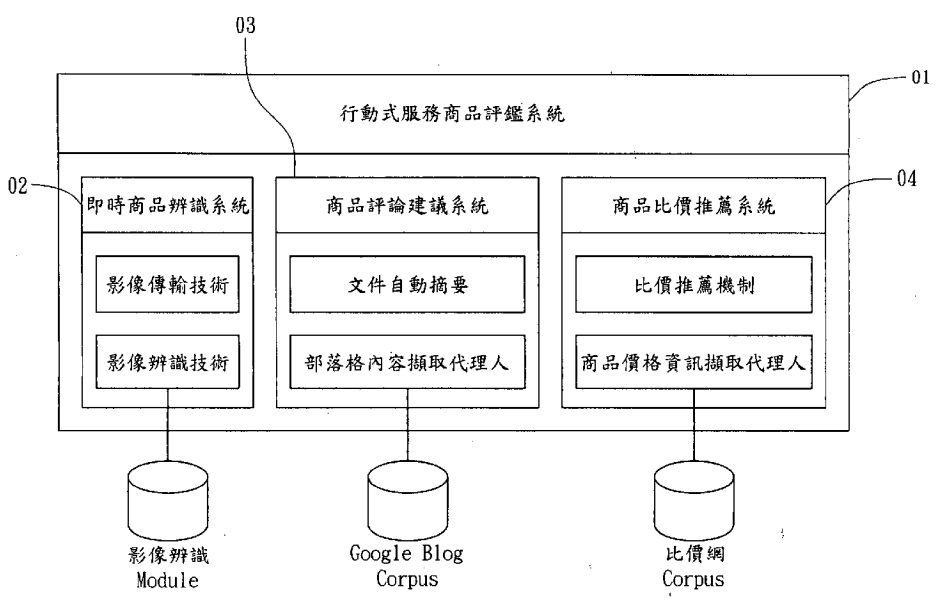 03
01
行動式服務商品評鑑系統
02
04
即時商品辨識系統
商品評論建議系統
商品比價推薦系統
影像傳輸技術
文件自動摘要
比價推薦機制
影像辨識技術
部落格內容擷取代理人
商品價格資訊擷取代理人
影像辨識
Module
Google Blog
Corpus
比價網
Corpus